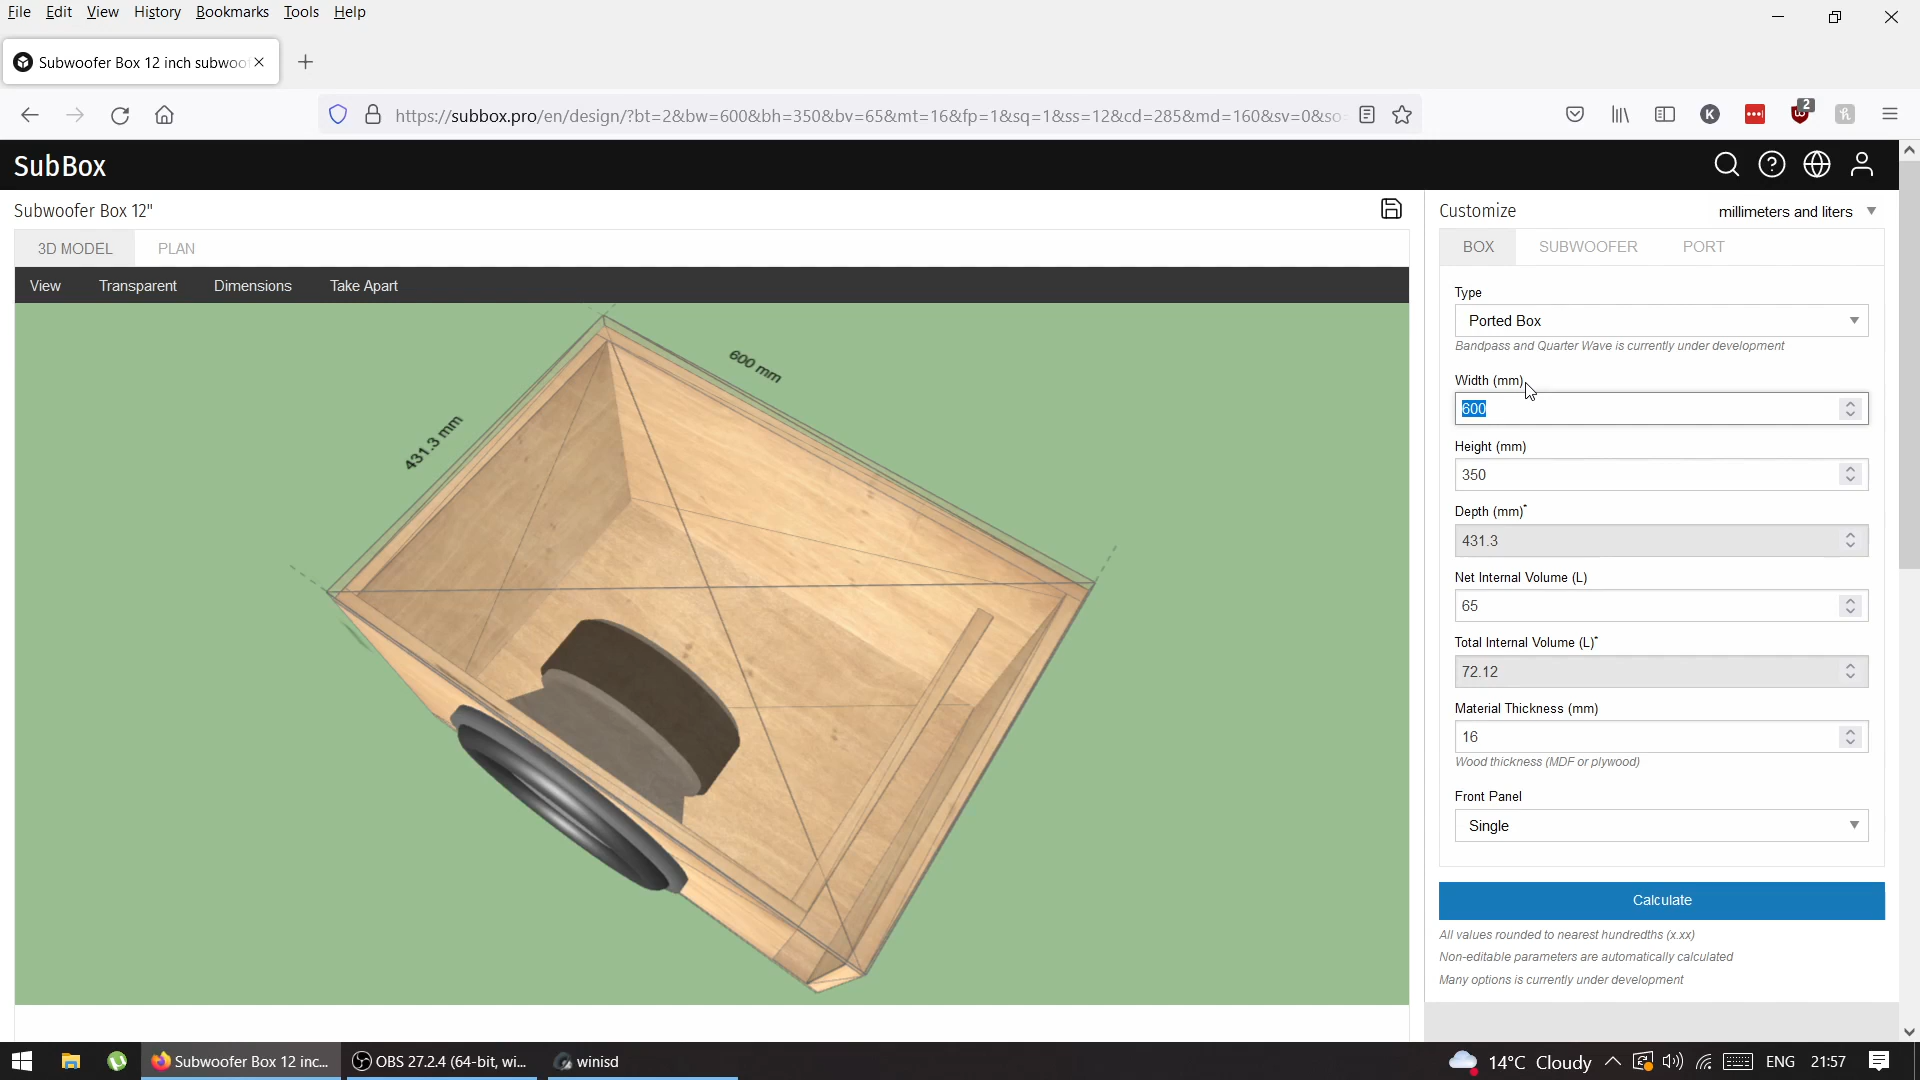 File Edit View History Bookmarks Tools Help
Subwoofer Box 12 inch subwoo
https://subbox.pro/en/design/?bt=2&bw=600&bh=350&bv=65&mt=16&fp=1&sq=1&ss=12&cd=285&md=160&sv=0&so
K
2
SubBox
Subwoofer Box 12"
Customize millimeters and liters
3D MODEL PLAN
BOX SUBWOOFER PORT
View Transparent Dimensions Take Apart
600 mm
431.3 mm
Type
Ported Box
Bandpass and Quarter Wave is currently under development
Width (mm)
600
Height (mm)
350
Depth (mm)*
431.3
Net Internal Volume (L)
65
Total Internal Volume (L)*
72.12
Material Thickness (mm)
16
Wood thickness (MDF or plywood)
Front Panel
Single
Calculate
All values rounded to nearest hundredths (x.xx)
Non-editable parameters are automatically calculated
Many options is currently under development
Subwoofer Box 12 inc... OBS 27.2.4 (64-bit, wi... winisd 14°C Cloudy ENG 21:57